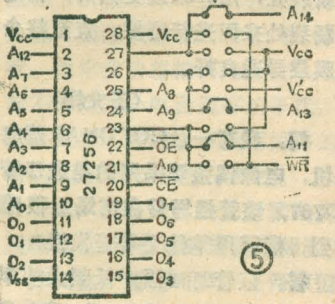 Vcc 1 28 Vcc A14
A12 2 27 Vcc
A7 3 26
A6 4 25 A8 V'cc
A5 5 24 A9 A13
A4 6 23
A3 7 22 OE A11
A2 8 21 A10
A1 9 20 CE WR
A0 10 19 O7
O0 11 18 O6
O1 12 17 O5
O2 13 16 O4
Vss 14 15 O3
27256
⑤